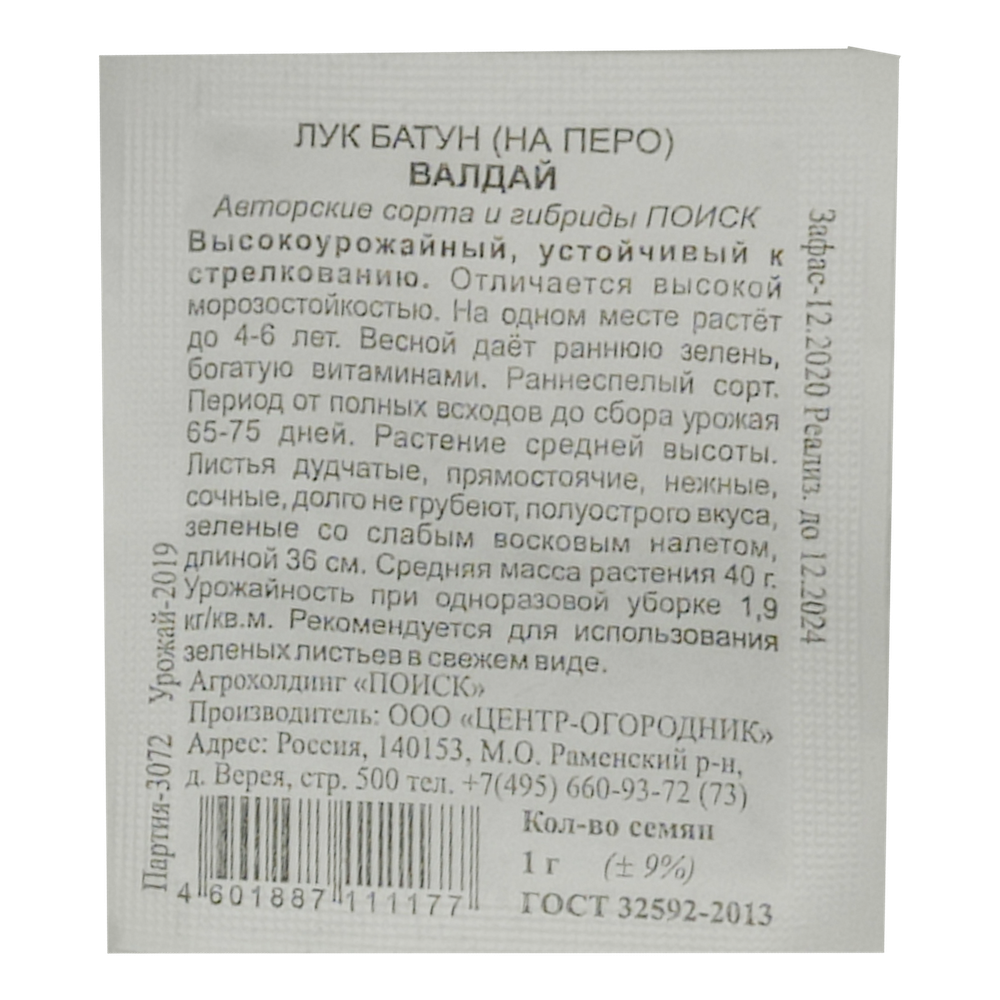 ЛУК БАТУН (НА ПЕРО)
ВАЛДАЙ
Авторские сорта и гибриды ПОИСК
Высокоурожайный, устойчивый к
стрелкованию. Отличается высокой
морозостойкостью. На одном месте растёт
до 4-6 лет. Весной даёт раннюю зелень,
богатую витаминами. Раннеспелый сорт.
Период от полных всходов до сбора урожая
65-75 дней. Растение средней высоты.
Листья дудчатые, прямостоячие, нежные,
сочные, долго не грубеют, полуострого вкуса,
зеленые со слабым восковым налетом,
длиной 36 см. Средняя масса растения 40 г.
Урожайность при одноразовой уборке 1,9
кг/кв.м. Рекомендуется для использования
зеленых листьев в свежем виде.
Агрохолдинг «ПОИСК»
Производитель: ООО «ЦЕНТР-ОГОРОДНИК»
Адрес: Россия, 140153, М.О. Раменский р-н,
д. Верея, стр. 500 тел. +7(495) 660-93-72 (73)
Кол-во семян
1 г (± 9%)
ГОСТ 32592-2013
4 601887 111177
Партия-3072 Урожай-2019
Зафас-12.2020 Реализ. до 12.2024